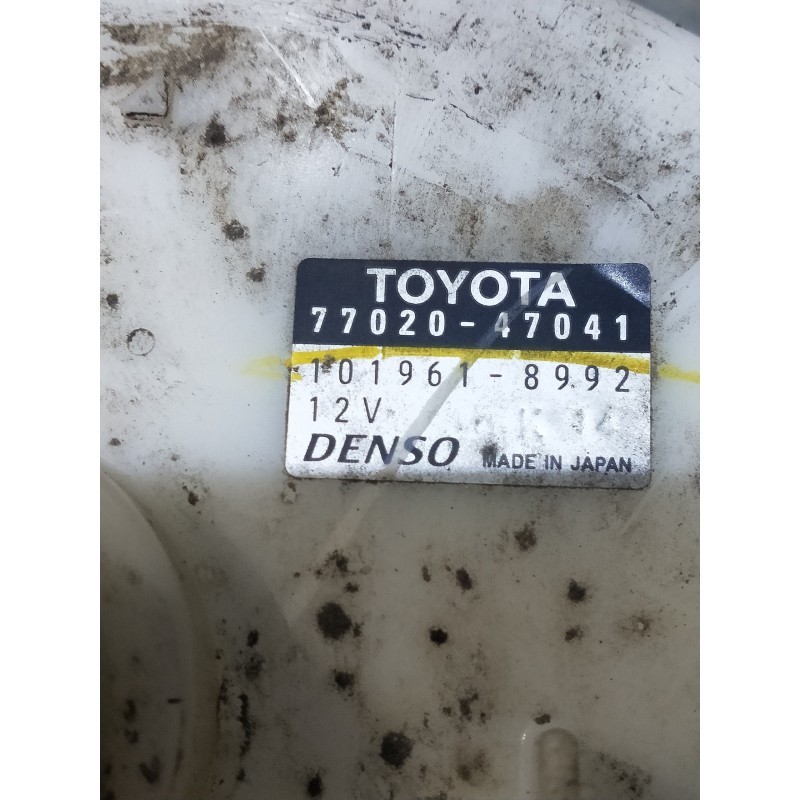 TOYOTA
77020-47041
101961-8992
12V
DENSO MADE IN JAPAN